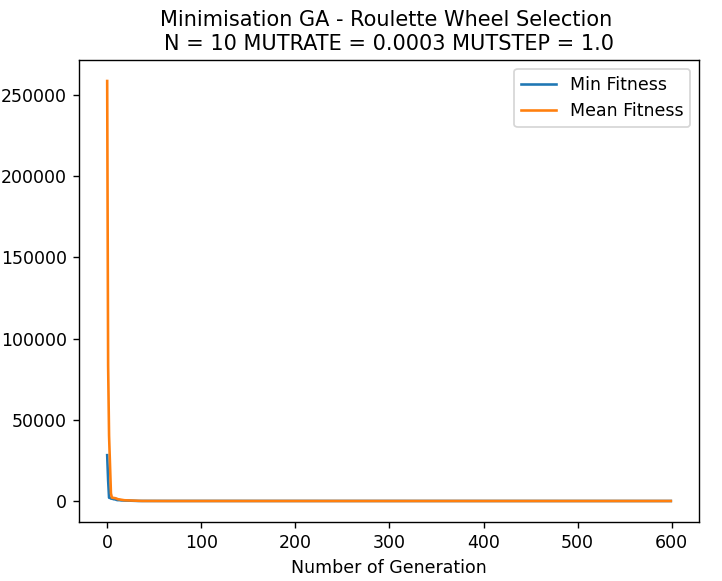 Minimisation GA - Roulette Wheel Selection
N = 10 MUTRATE = 0.0003 MUTSTEP = 1.0
Min Fitness
Mean Fitness
250000
200000
150000
100000
50000
0
0 100 200 300 400 500 600
Number of Generation